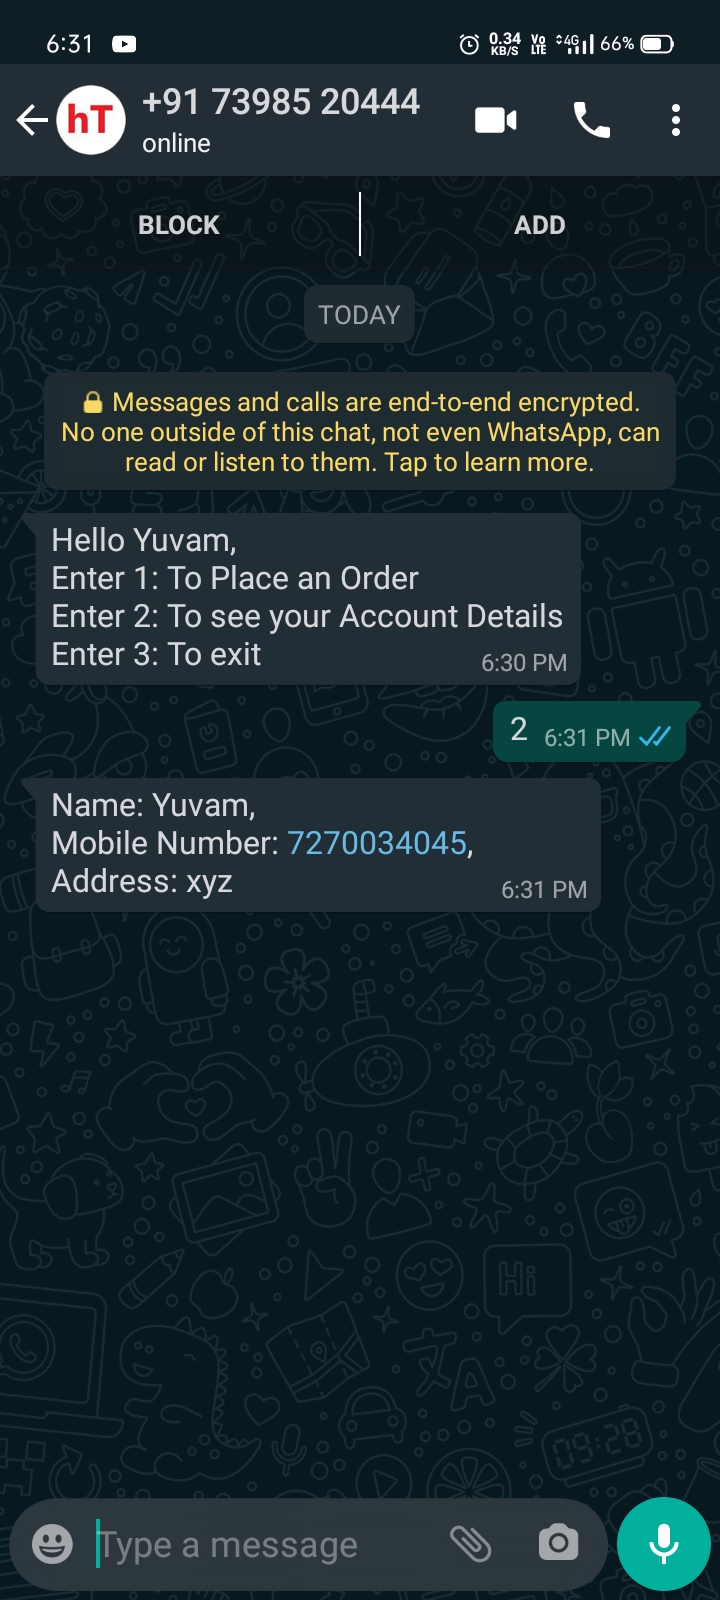 6:31 0.34 KB/S Vo LTE 4G 66%
hT +91 73985 20444
online
BLOCK ADD
TODAY
Messages and calls are end-to-end encrypted.
No one outside of this chat, not even WhatsApp, can
read or listen to them. Tap to learn more.
Hello Yuvam,
Enter 1: To Place an Order
Enter 2: To see your Account Details
Enter 3: To exit 6:30 PM
2 6:31 PM
Name: Yuvam,
Mobile Number: 7270034045,
Address: xyz 6:31 PM
Hi
09:28
Type a message